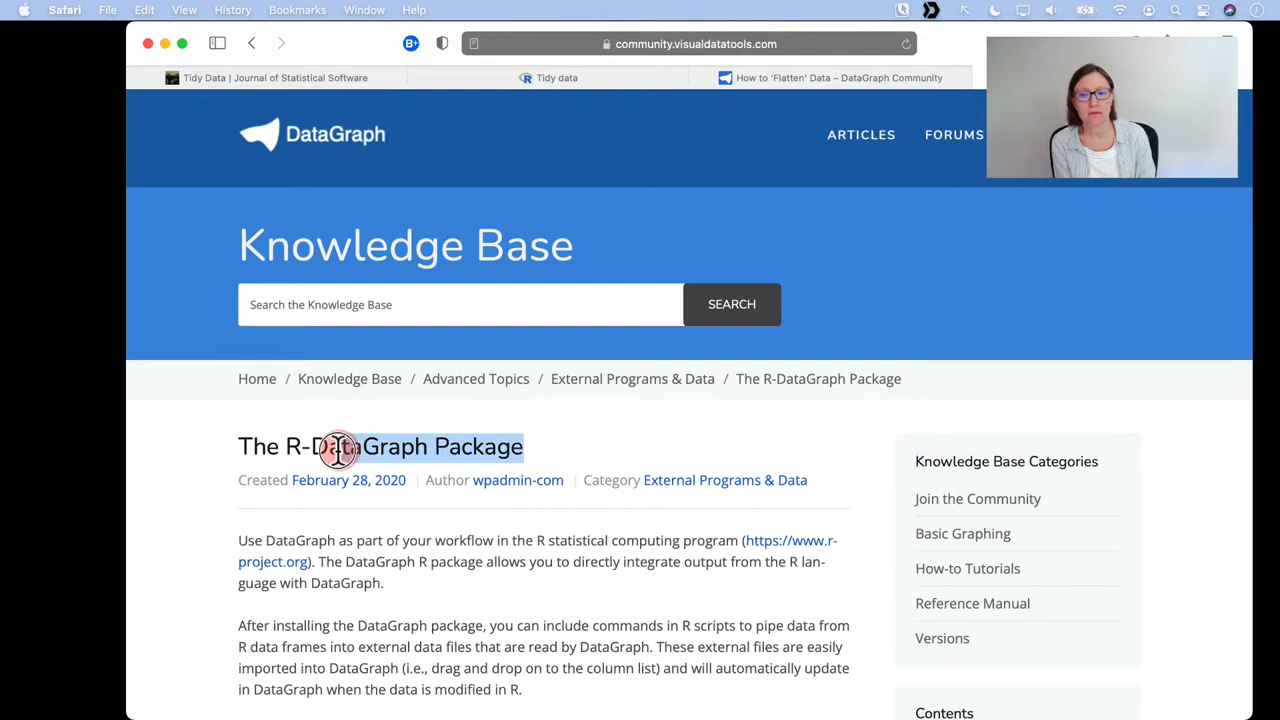 Safari File Edit View History Bookmarks Window Help
community.visualdatatools.com
Tidy Data | Journal of Statistical Software
Tidy data
How to 'Flatten' Data – DataGraph Community
DataGraph
ARTICLES
FORUMS
Knowledge Base
Search the Knowledge Base
SEARCH
Home / Knowledge Base / Advanced Topics / External Programs & Data / The R-DataGraph Package
The R-DataGraph Package
Created February 28, 2020 Author wpadmin-com Category External Programs & Data
Use DataGraph as part of your workflow in the R statistical computing program (https://www.r-
project.org). The DataGraph R package allows you to directly integrate output from the R lan-
guage with DataGraph.
After installing the DataGraph package, you can include commands in R scripts to pipe data from
R data frames into external data files that are read by DataGraph. These external files are easily
imported into DataGraph (i.e., drag and drop on to the column list) and will automatically update
in DataGraph when the data is modified in R.
Knowledge Base Categories
Join the Community
Basic Graphing
How-to Tutorials
Reference Manual
Versions
Contents